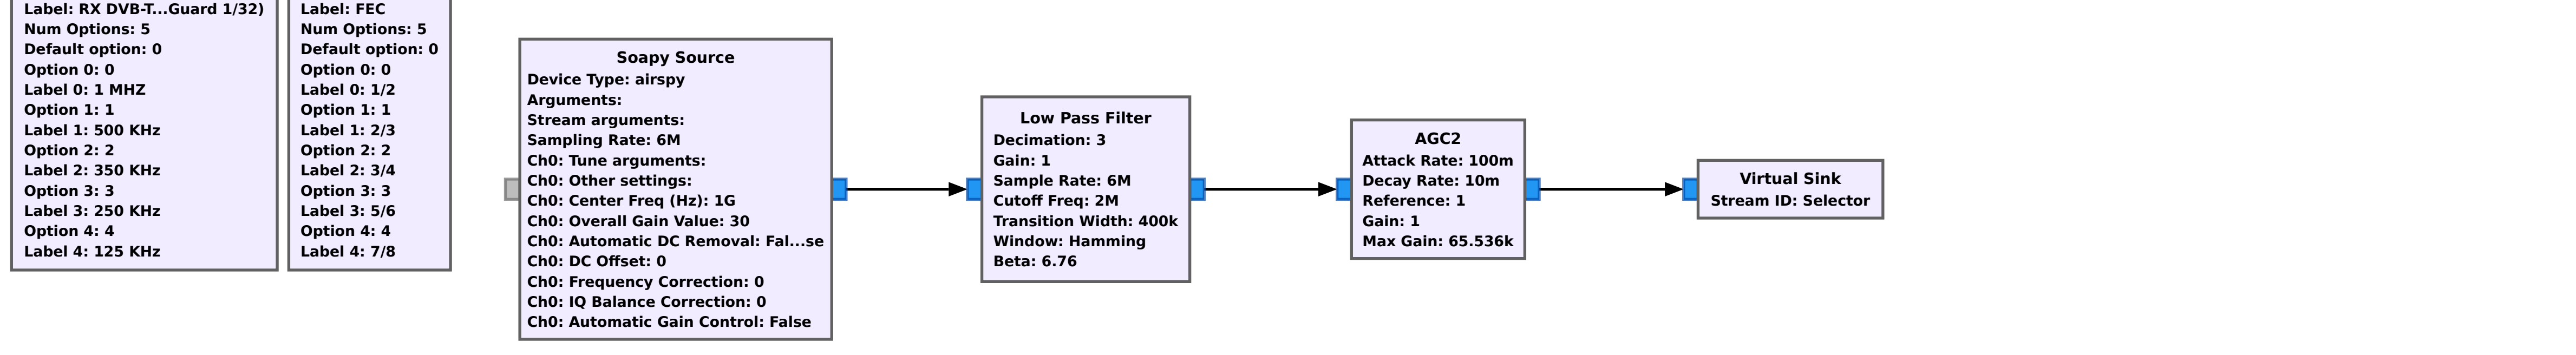 Label: RX DVB-T...Guard 1/32)
Num Options: 5
Default option: 0
Option 0: 0
Label 0: 1 MHZ
Option 1: 1
Label 1: 500 KHz
Option 2: 2
Label 2: 350 KHz
Option 3: 3
Label 3: 250 KHz
Option 4: 4
Label 4: 125 KHz
Label: FEC
Num Options: 5
Default option: 0
Option 0: 0
Label 0: 1/2
Option 1: 1
Label 1: 2/3
Option 2: 2
Label 2: 3/4
Option 3: 3
Label 3: 5/6
Option 4: 4
Label 4: 7/8
Soapy Source
Device Type: airspy
Arguments:
Stream arguments:
Sampling Rate: 6M
Ch0: Tune arguments:
Ch0: Other settings:
Ch0: Center Freq (Hz): 1G
Ch0: Overall Gain Value: 30
Ch0: Automatic DC Removal: Fal...se
Ch0: DC Offset: 0
Ch0: Frequency Correction: 0
Ch0: IQ Balance Correction: 0
Ch0: Automatic Gain Control: False
Low Pass Filter
Decimation: 3
Gain: 1
Sample Rate: 6M
Cutoff Freq: 2M
Transition Width: 400k
Window: Hamming
Beta: 6.76
AGC2
Attack Rate: 100m
Decay Rate: 10m
Reference: 1
Gain: 1
Max Gain: 65.536k
Virtual Sink
Stream ID: Selector